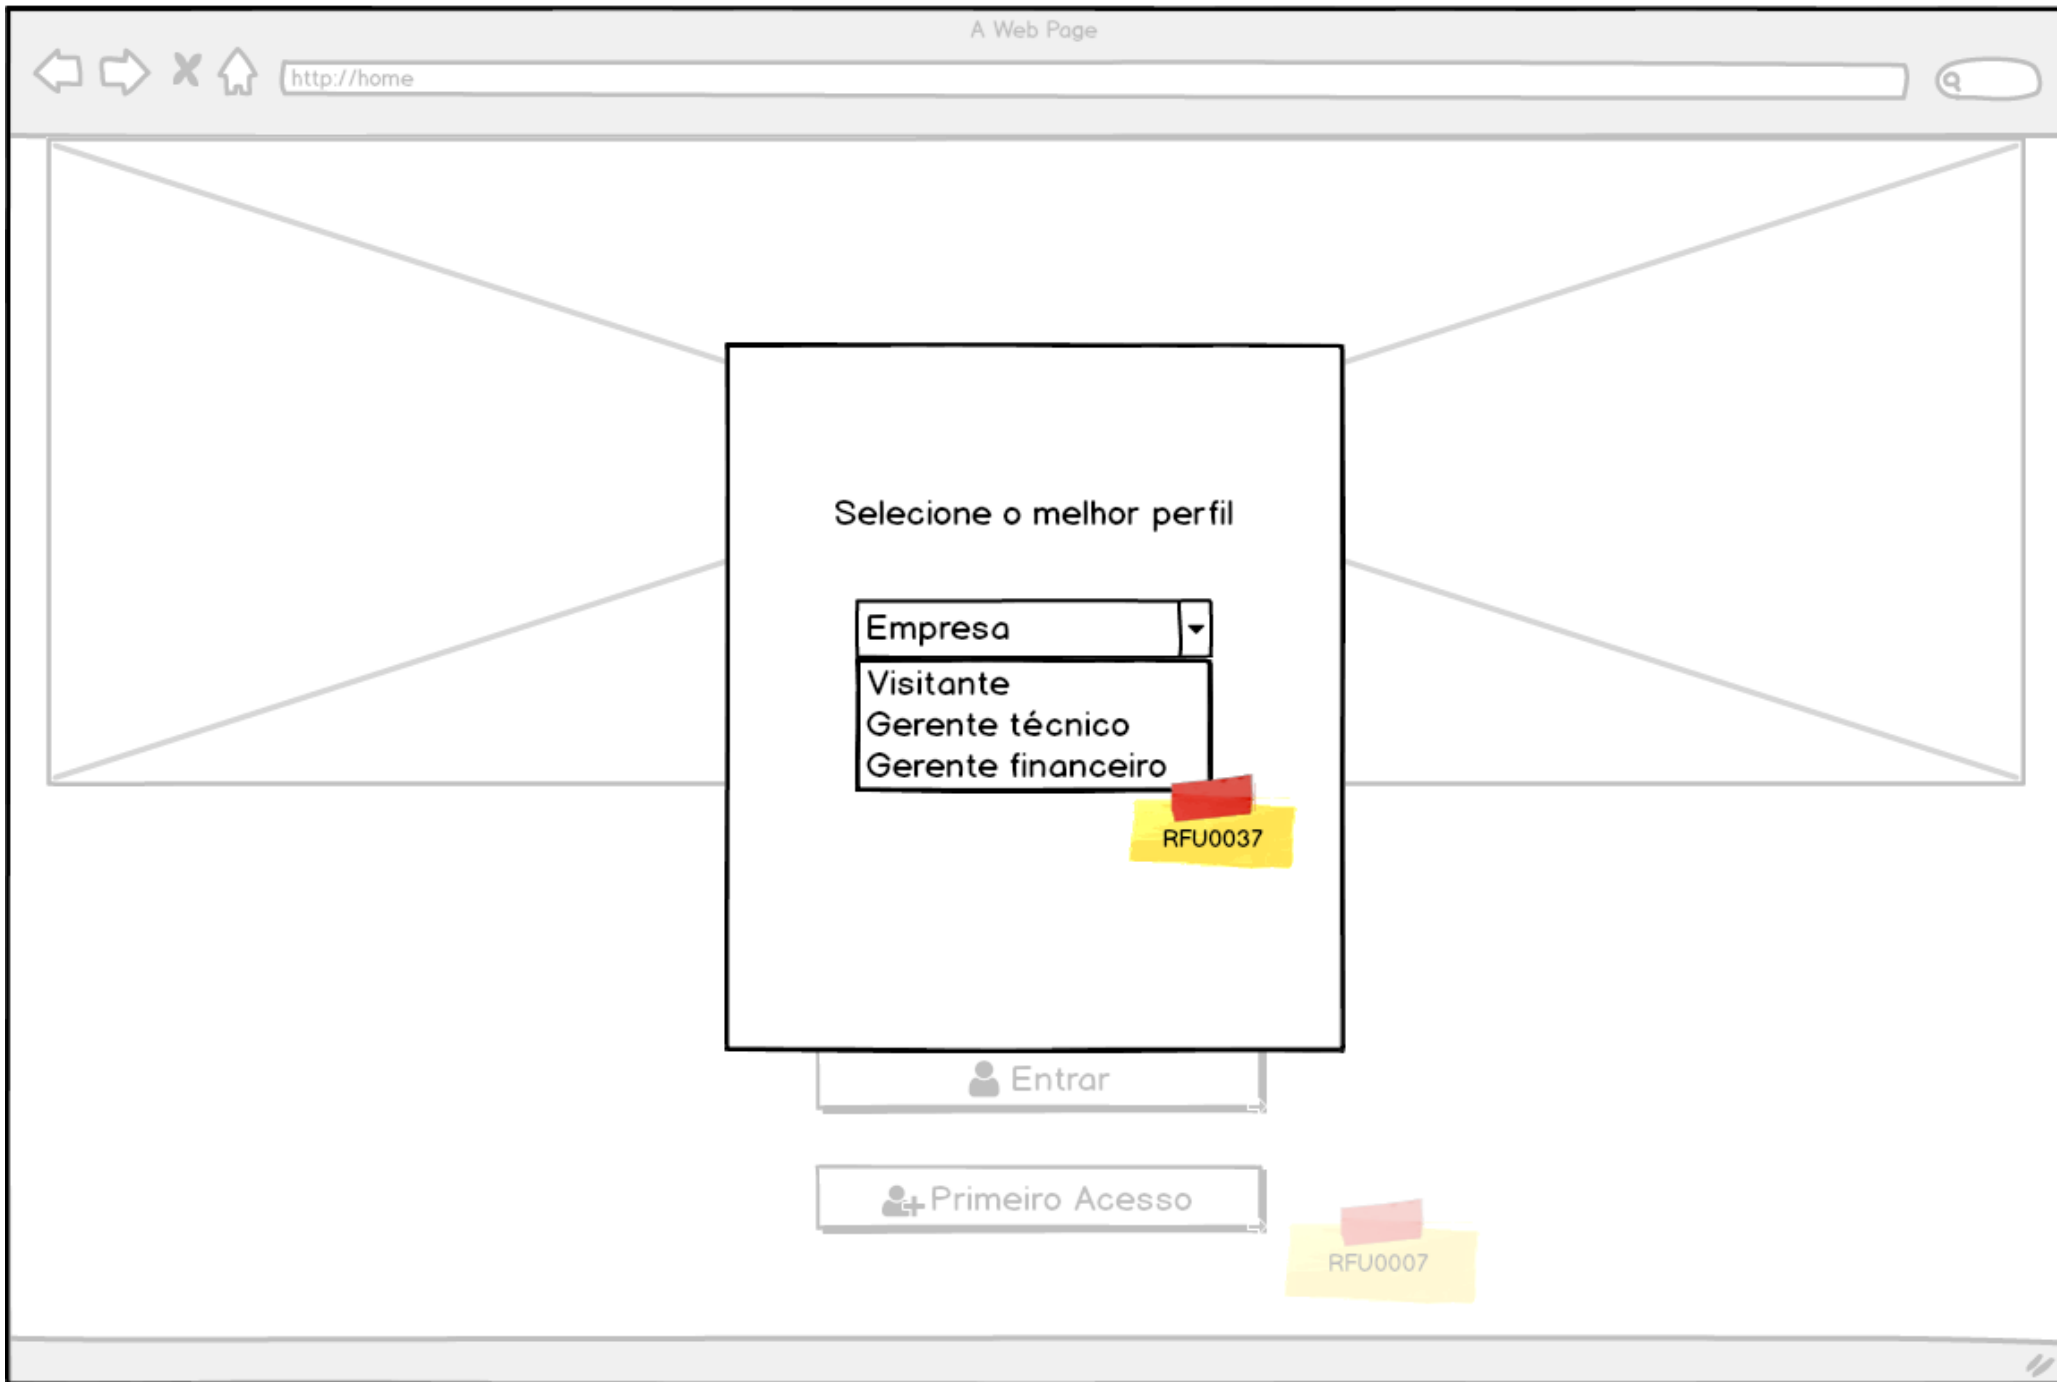 A Web Page
http://home
Selecione o melhor perfil
Empresa
Visitante
Gerente técnico
Gerente financeiro
RFU0037
Entrar
Primeiro Acesso
RFU0007